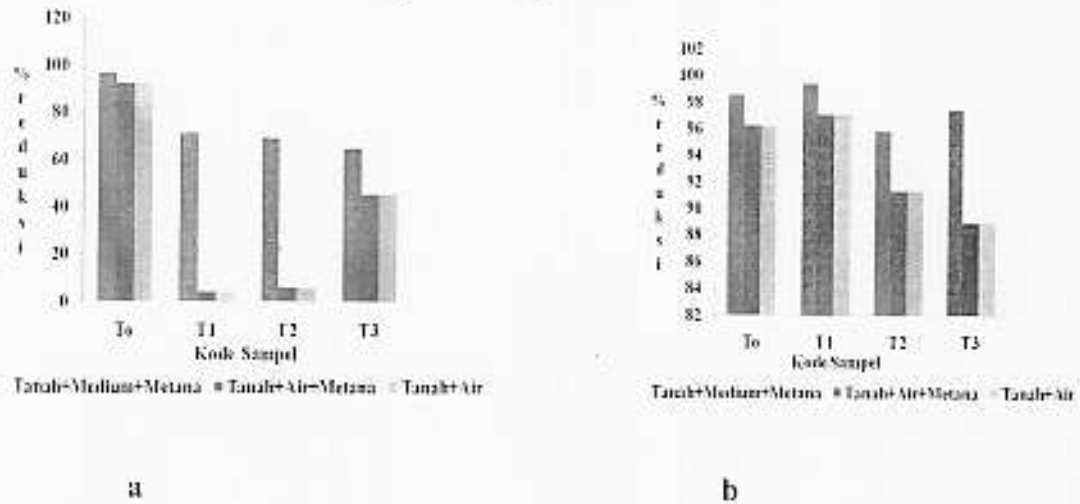 120
100
80
60
40
20
0
% reduksi
To T1 T2 T3
Kode Sampel
Tanah+Medium+Metana Tanah+Air+Metana Tanah+Air
a
102
100
98
96
94
92
90
88
86
84
82
% reduksi
To T1 T2 T3
Kode Sampel
Tanah+Medium+Metana Tanah+Air+Metana Tanah+Air
b